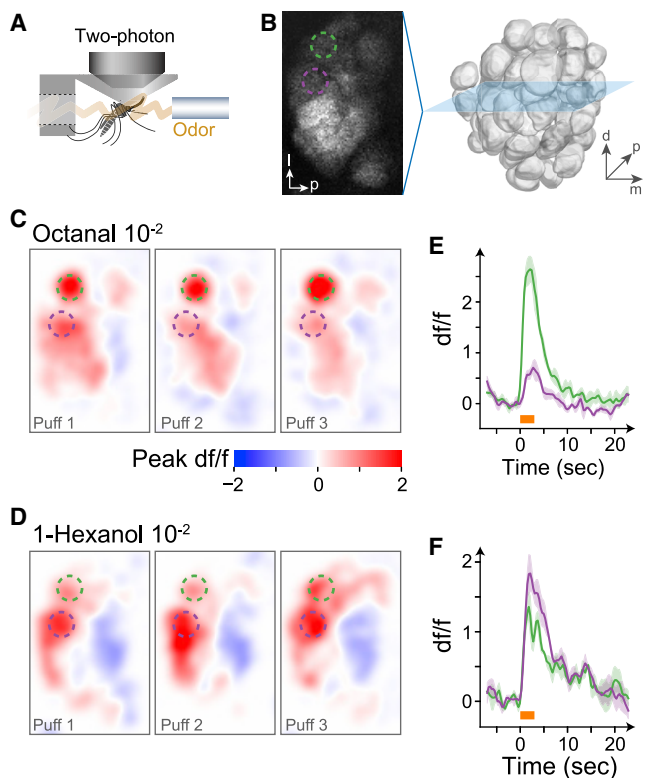 A
Two-photon
Odor
B
l
p
d
p
m
C
Octanal 10⁻²
Puff 1
Puff 2
Puff 3
Peak df/f
−2
0
2
D
1-Hexanol 10⁻²
Puff 1
Puff 2
Puff 3
E
df/f
2
1
0
0
10
20
Time (sec)
F
df/f
2
1
0
0
10
20
Time (sec)